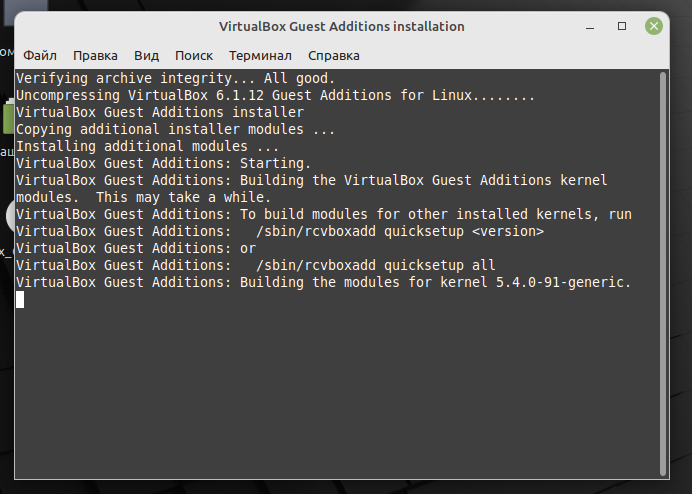 VirtualBox Guest Additions installation
Файл Правка Вид Поиск Терминал Справка
Verifying archive integrity... All good.
Uncompressing VirtualBox 6.1.12 Guest Additions for Linux........
VirtualBox Guest Additions installer
Copying additional installer modules ...
Installing additional modules ...
VirtualBox Guest Additions: Starting.
VirtualBox Guest Additions: Building the VirtualBox Guest Additions kernel
modules.  This may take a while.
VirtualBox Guest Additions: To build modules for other installed kernels, run
VirtualBox Guest Additions:   /sbin/rcvboxadd quicksetup <version>
VirtualBox Guest Additions: or
VirtualBox Guest Additions:   /sbin/rcvboxadd quicksetup all
VirtualBox Guest Additions: Building the modules for kernel 5.4.0-91-generic.